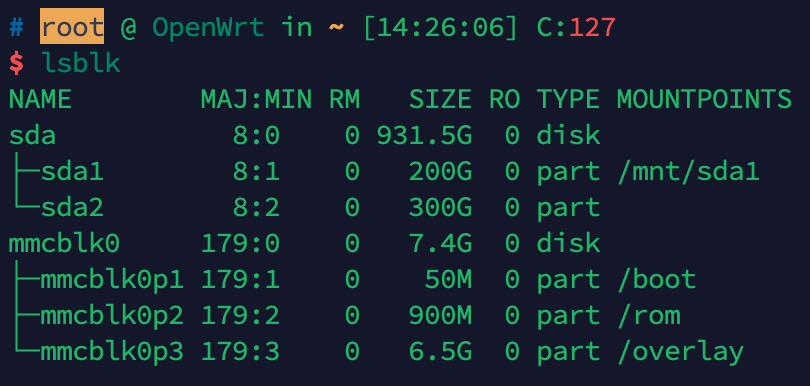 # root @ OpenWrt in ~ [14:26:06] C:127
$ lsblk
NAME        MAJ:MIN RM   SIZE RO TYPE MOUNTPOINTS
sda           8:0    0 931.5G  0 disk
├─sda1        8:1    0   200G  0 part /mnt/sda1
└─sda2        8:2    0   300G  0 part
mmcblk0     179:0    0   7.4G  0 disk
├─mmcblk0p1 179:1    0    50M  0 part /boot
├─mmcblk0p2 179:2    0   900M  0 part /rom
└─mmcblk0p3 179:3    0   6.5G  0 part /overlay